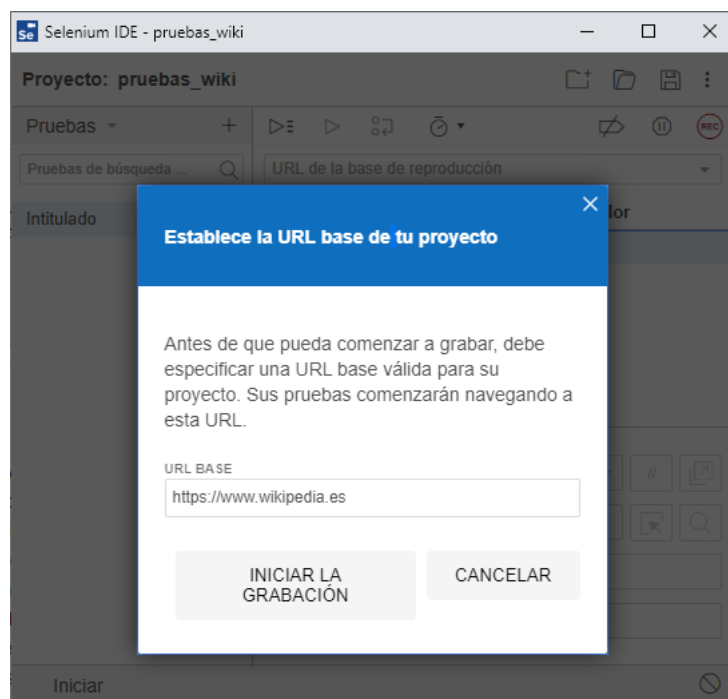 Se Selenium IDE - pruebas_wiki
Proyecto: pruebas_wiki
Pruebas
URL de la base de reproducción
Pruebas de búsqueda ...
REC
Intitulado
lor
Establece la URL base de tu proyecto
Antes de que pueda comenzar a grabar, debe
especificar una URL base válida para su
proyecto. Sus pruebas comenzarán navegando a
esta URL.
URL BASE
https://www.wikipedia.es
INICIAR LA
GRABACIÓN
CANCELAR
//
Iniciar